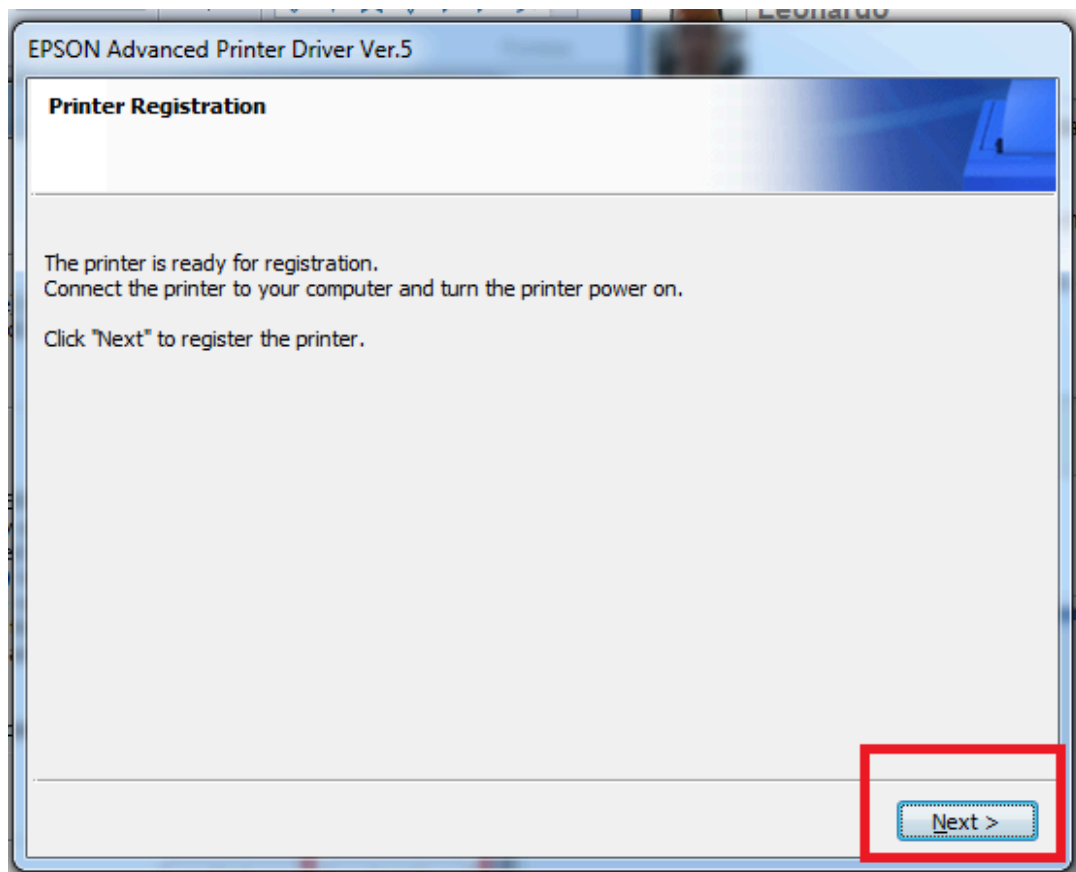 Leonardo
EPSON Advanced Printer Driver Ver.5
Printer Registration
The printer is ready for registration.
Connect the printer to your computer and turn the printer power on.
Click "Next" to register the printer.
Next >